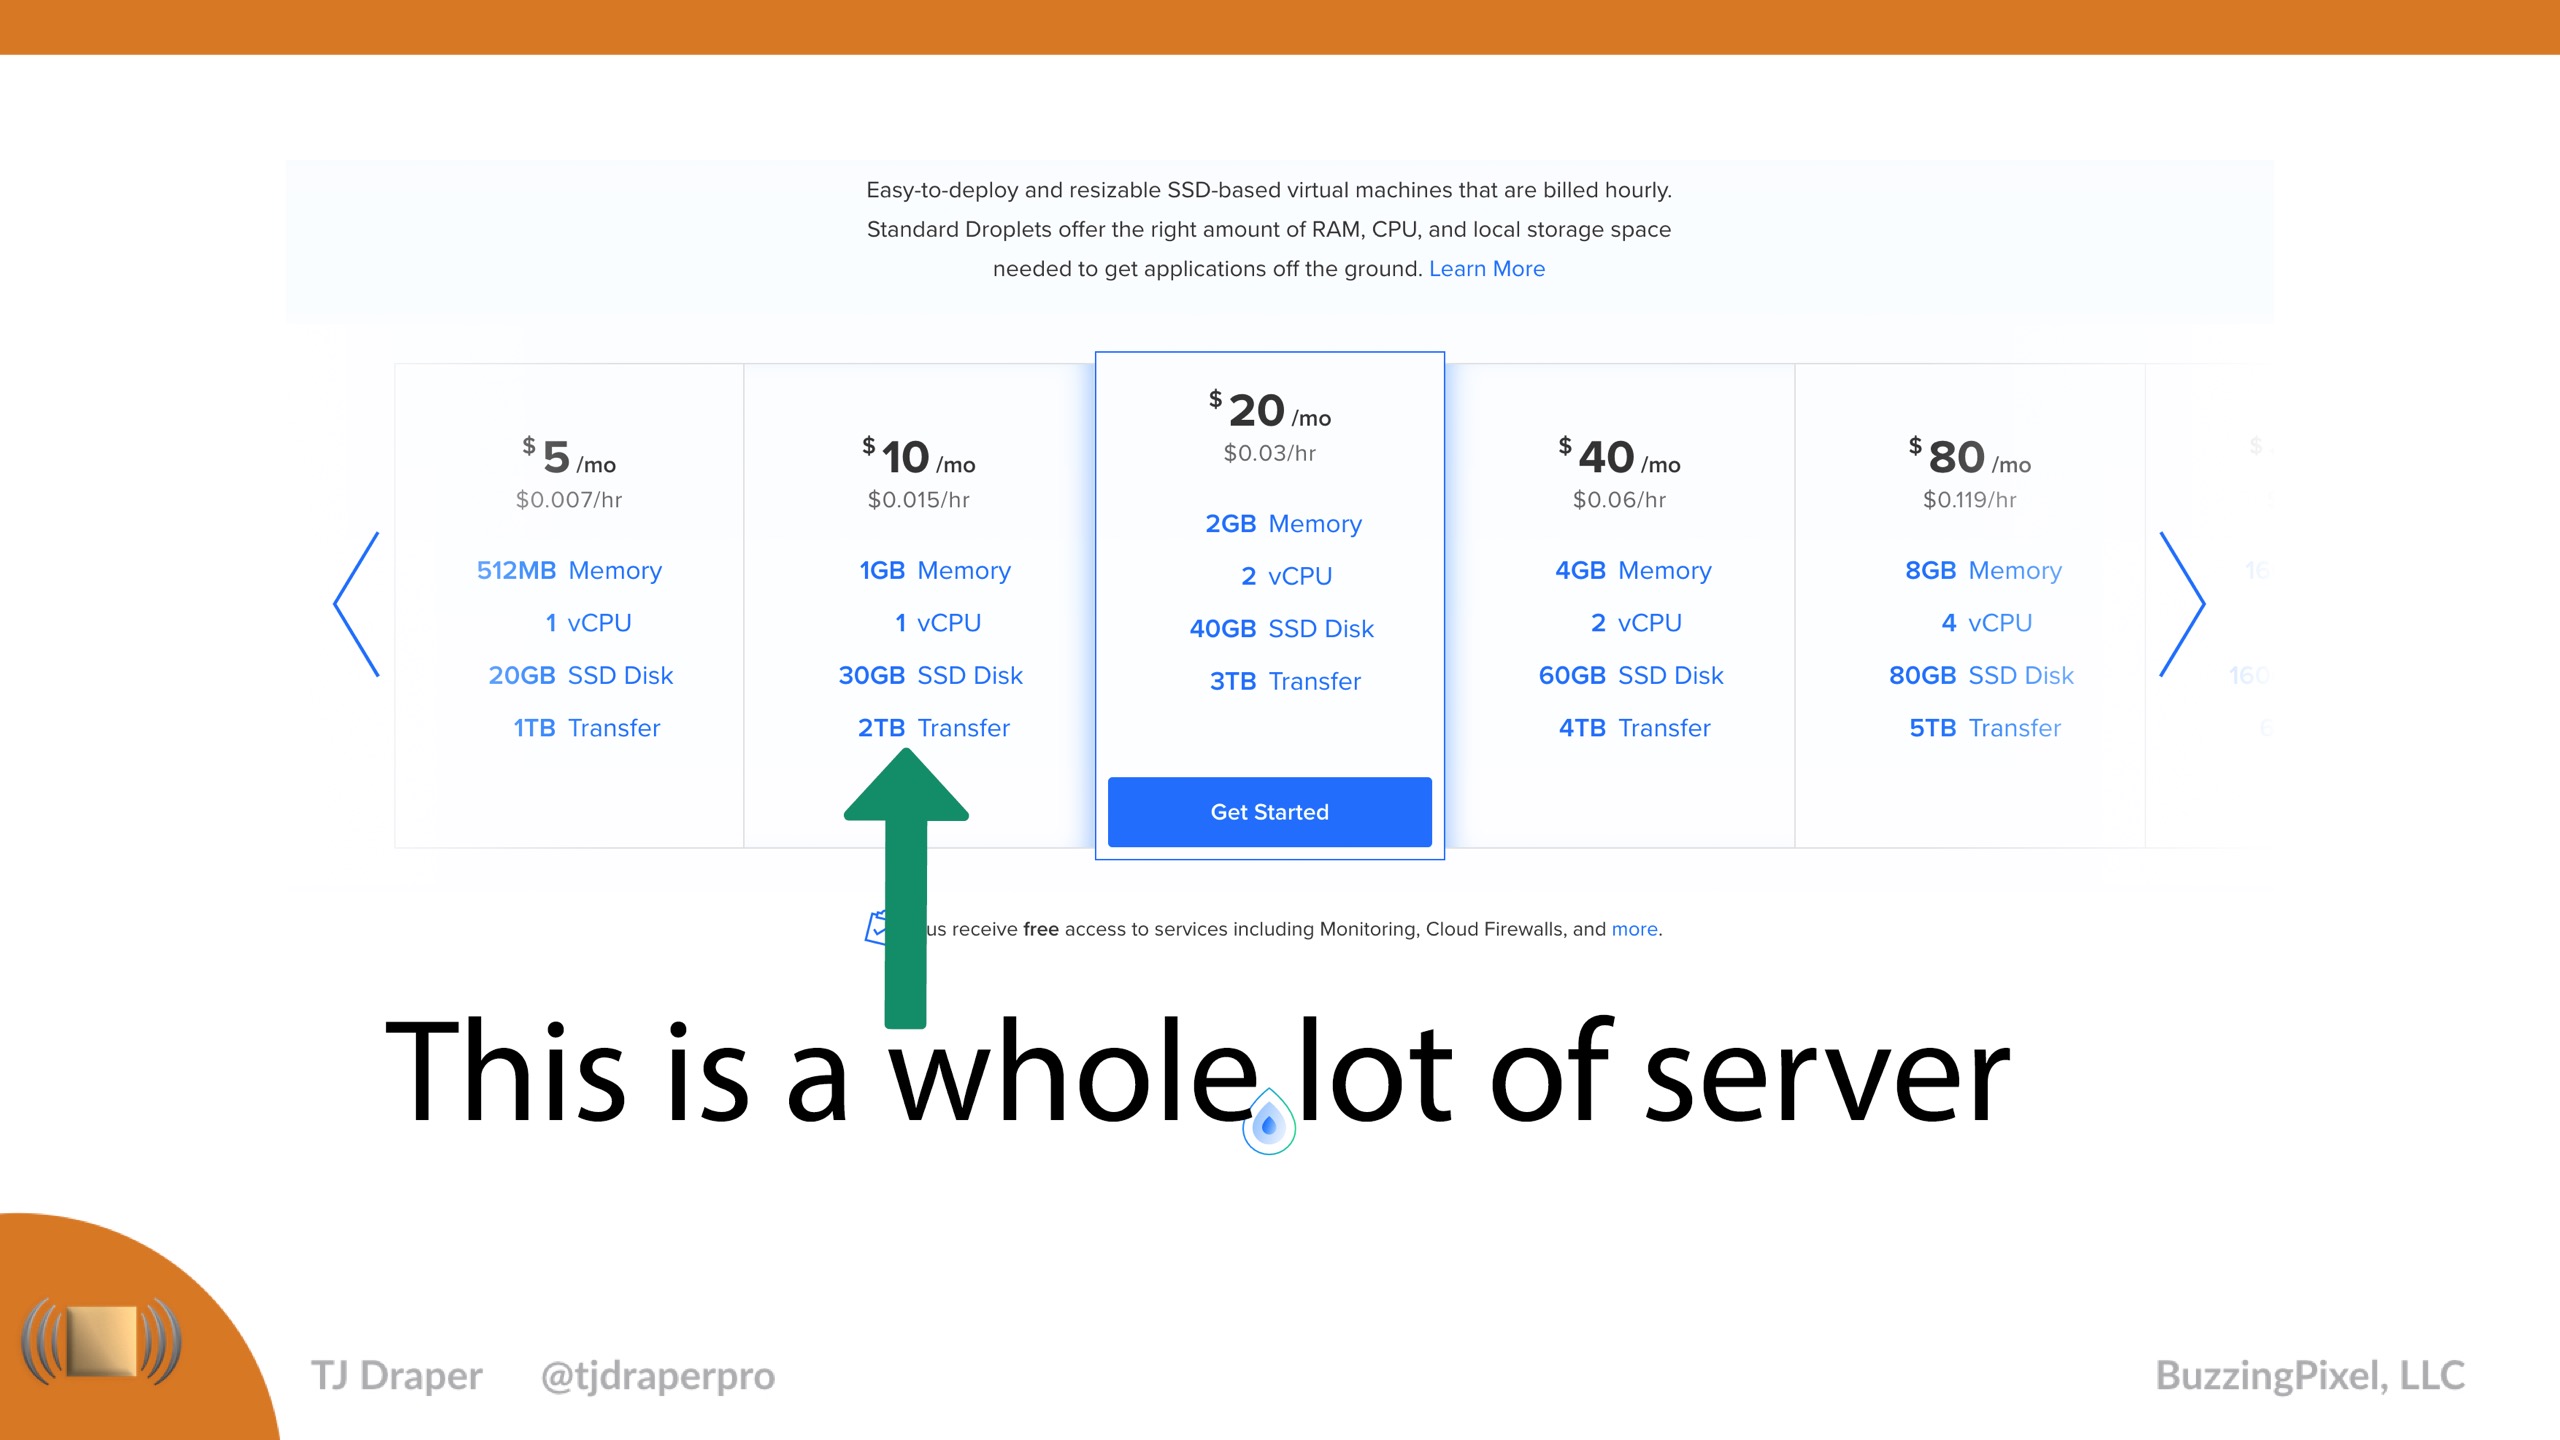 Easy-to-deploy and resizable SSD-based virtual machines that are billed hourly.
Standard Droplets offer the right amount of RAM, CPU, and local storage space
needed to get applications off the ground. Learn More
$5/mo
$0.007/hr
512MB Memory
1 vCPU
20GB SSD Disk
1TB Transfer
$10/mo
$0.015/hr
1GB Memory
1 vCPU
30GB SSD Disk
2TB Transfer
$20/mo
$0.03/hr
2GB Memory
2 vCPU
40GB SSD Disk
3TB Transfer
Get Started
$40/mo
$0.06/hr
4GB Memory
2 vCPU
60GB SSD Disk
4TB Transfer
$80/mo
$0.119/hr
8GB Memory
4 vCPU
80GB SSD Disk
5TB Transfer
receive free access to services including Monitoring, Cloud Firewalls, and more.
This is a whole lot of server
TJ Draper @tjdraperpro
BuzzingPixel, LLC